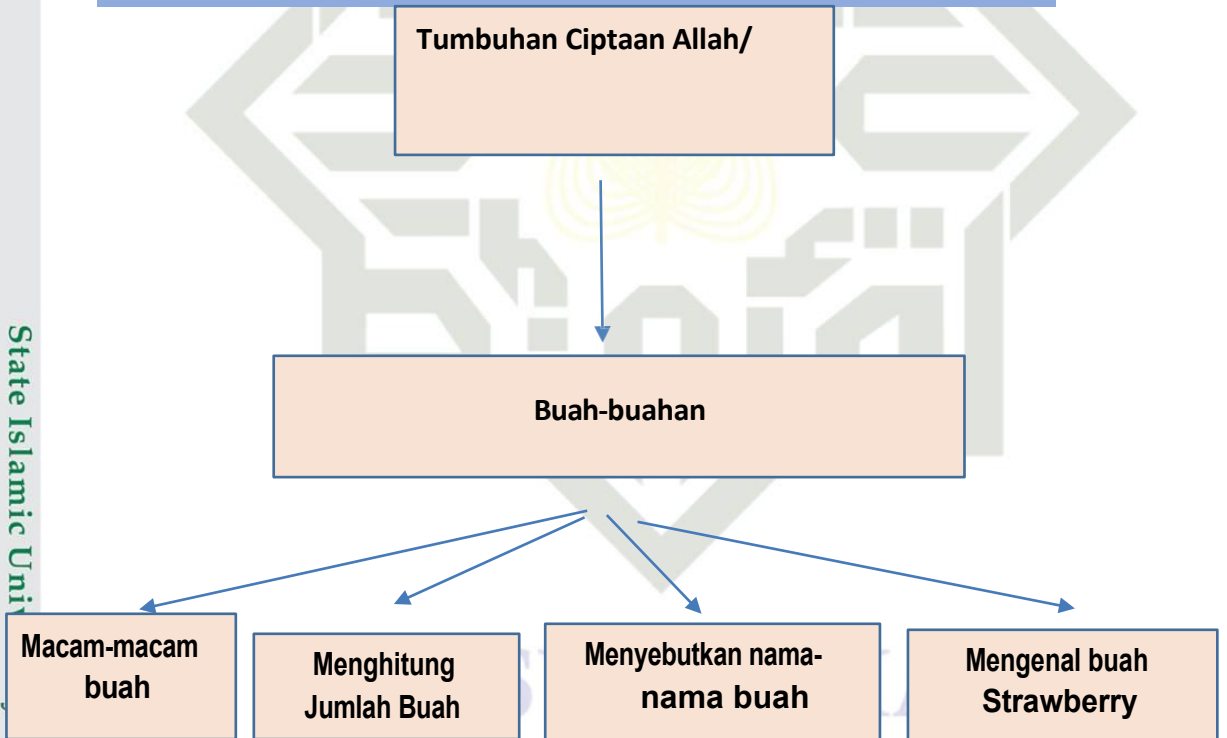 Tumbuhan Ciptaan Allah/
Buah-buahan
Macam-macam
buah
Menghitung
Jumlah Buah
Menyebutkan nama-
nama buah
Mengenal buah
Strawberry
State Islamic